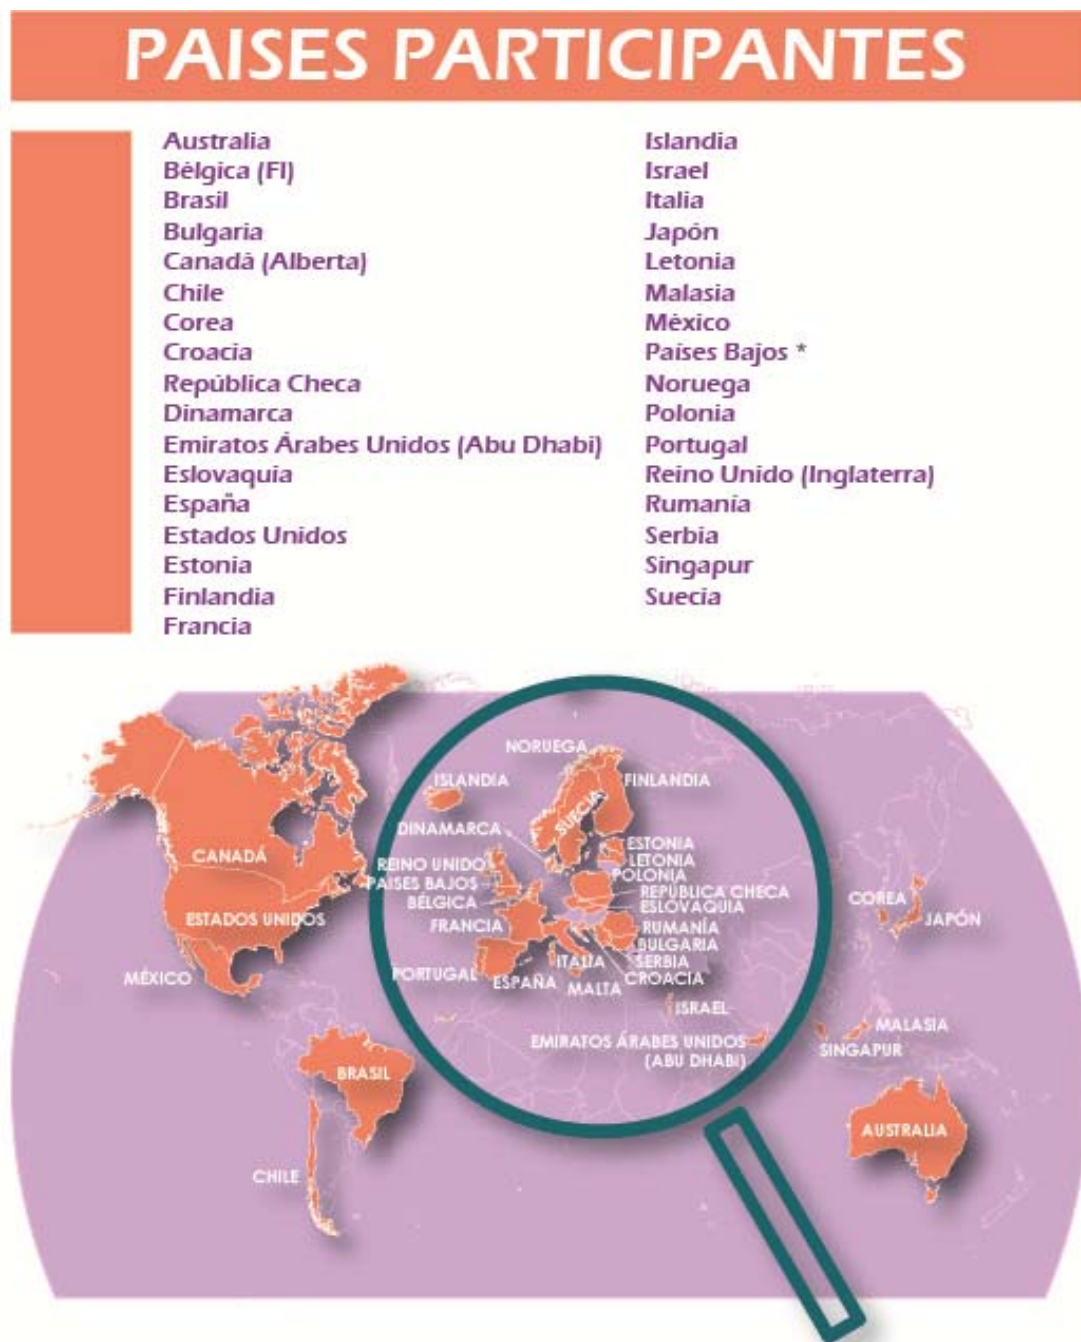 PAISES PARTICIPANTES
Australia
Bélgica (Fl)
Brasil
Bulgaria
Canadá (Alberta)
Chile
Corea
Croacia
República Checa
Dinamarca
Emiratos Árabes Unidos (Abu Dhabi)
Eslovaquia
España
Estados Unidos
Estonia
Finlandia
Francia
Islandia
Israel
Italia
Japón
Letonia
Malasia
México
Países Bajos *
Noruega
Polonia
Portugal
Reino Unido (Inglaterra)
Rumanía
Serbia
Singapur
Suecia
NORUEGA
ISLANDIA
FINLANDIA
SUECIA
DINAMARCA
ESTONIA
LETONIA
POLONIA
REINO UNIDO
PAISES BAJOS
BÉLGICA
REPÚBLICA CHECA
ESLOVAQUIA
FRANCIA
RUMANÍA
BULGARIA
SERBIA
CROACIA
ITALIA
PORTUGAL
ESPAÑA
MALTA
ISRAEL
EMIRATOS ÁRABES UNIDOS
(ABU DHABI)
CANADÁ
ESTADOS UNIDOS
MÉXICO
BRASIL
CHILE
COREA
JAPÓN
MALASIA
SINGAPUR
AUSTRALIA